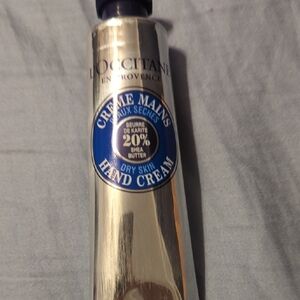 L'OCCITANE
EN PROVENCE
CRÈME MAINS
PEAUX SÈCHES
BEURRE
DE KARITÉ
20%
SHEA
BUTTER
DRY SKIN
HAND CREAM